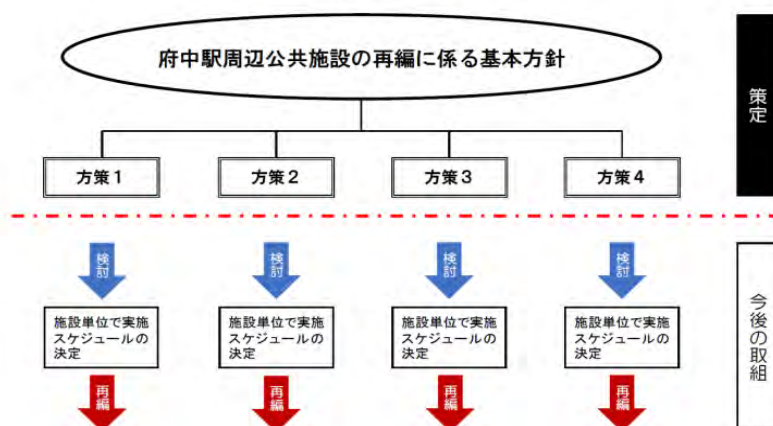 府中駅周辺公共施設の再編に係る基本方針
策定
方策1
方策2
方策3
方策4
検討
検討
検討
検討
施設単位で実施
スケジュールの
決定
施設単位で実施
スケジュールの
決定
施設単位で実施
スケジュールの
決定
施設単位で実施
スケジュールの
決定
今後の取組
再編
再編
再編
再編